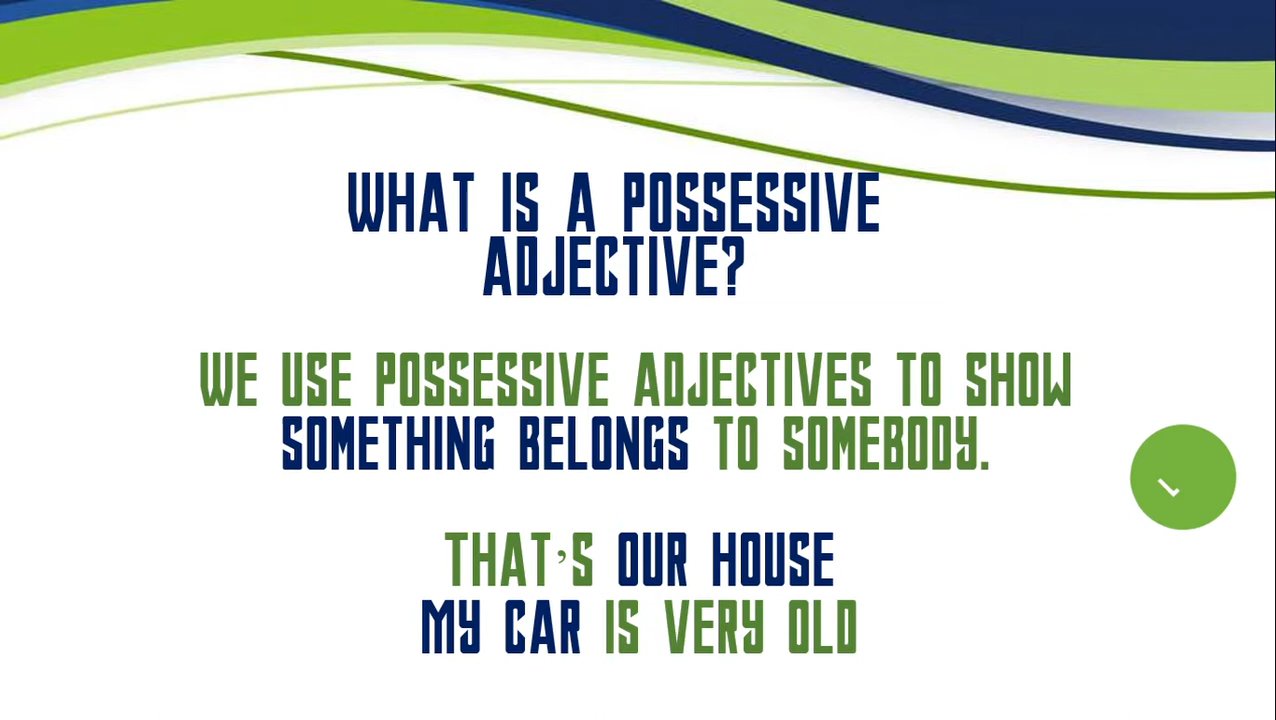 WHAT IS A POSSESSIVE
ADJECTIVE?
WE USE POSSESSIVE ADJECTIVES TO SHOW
SOMETHING BELONGS TO SOMEBODY.
THAT'S OUR HOUSE
MY CAR IS VERY OLD